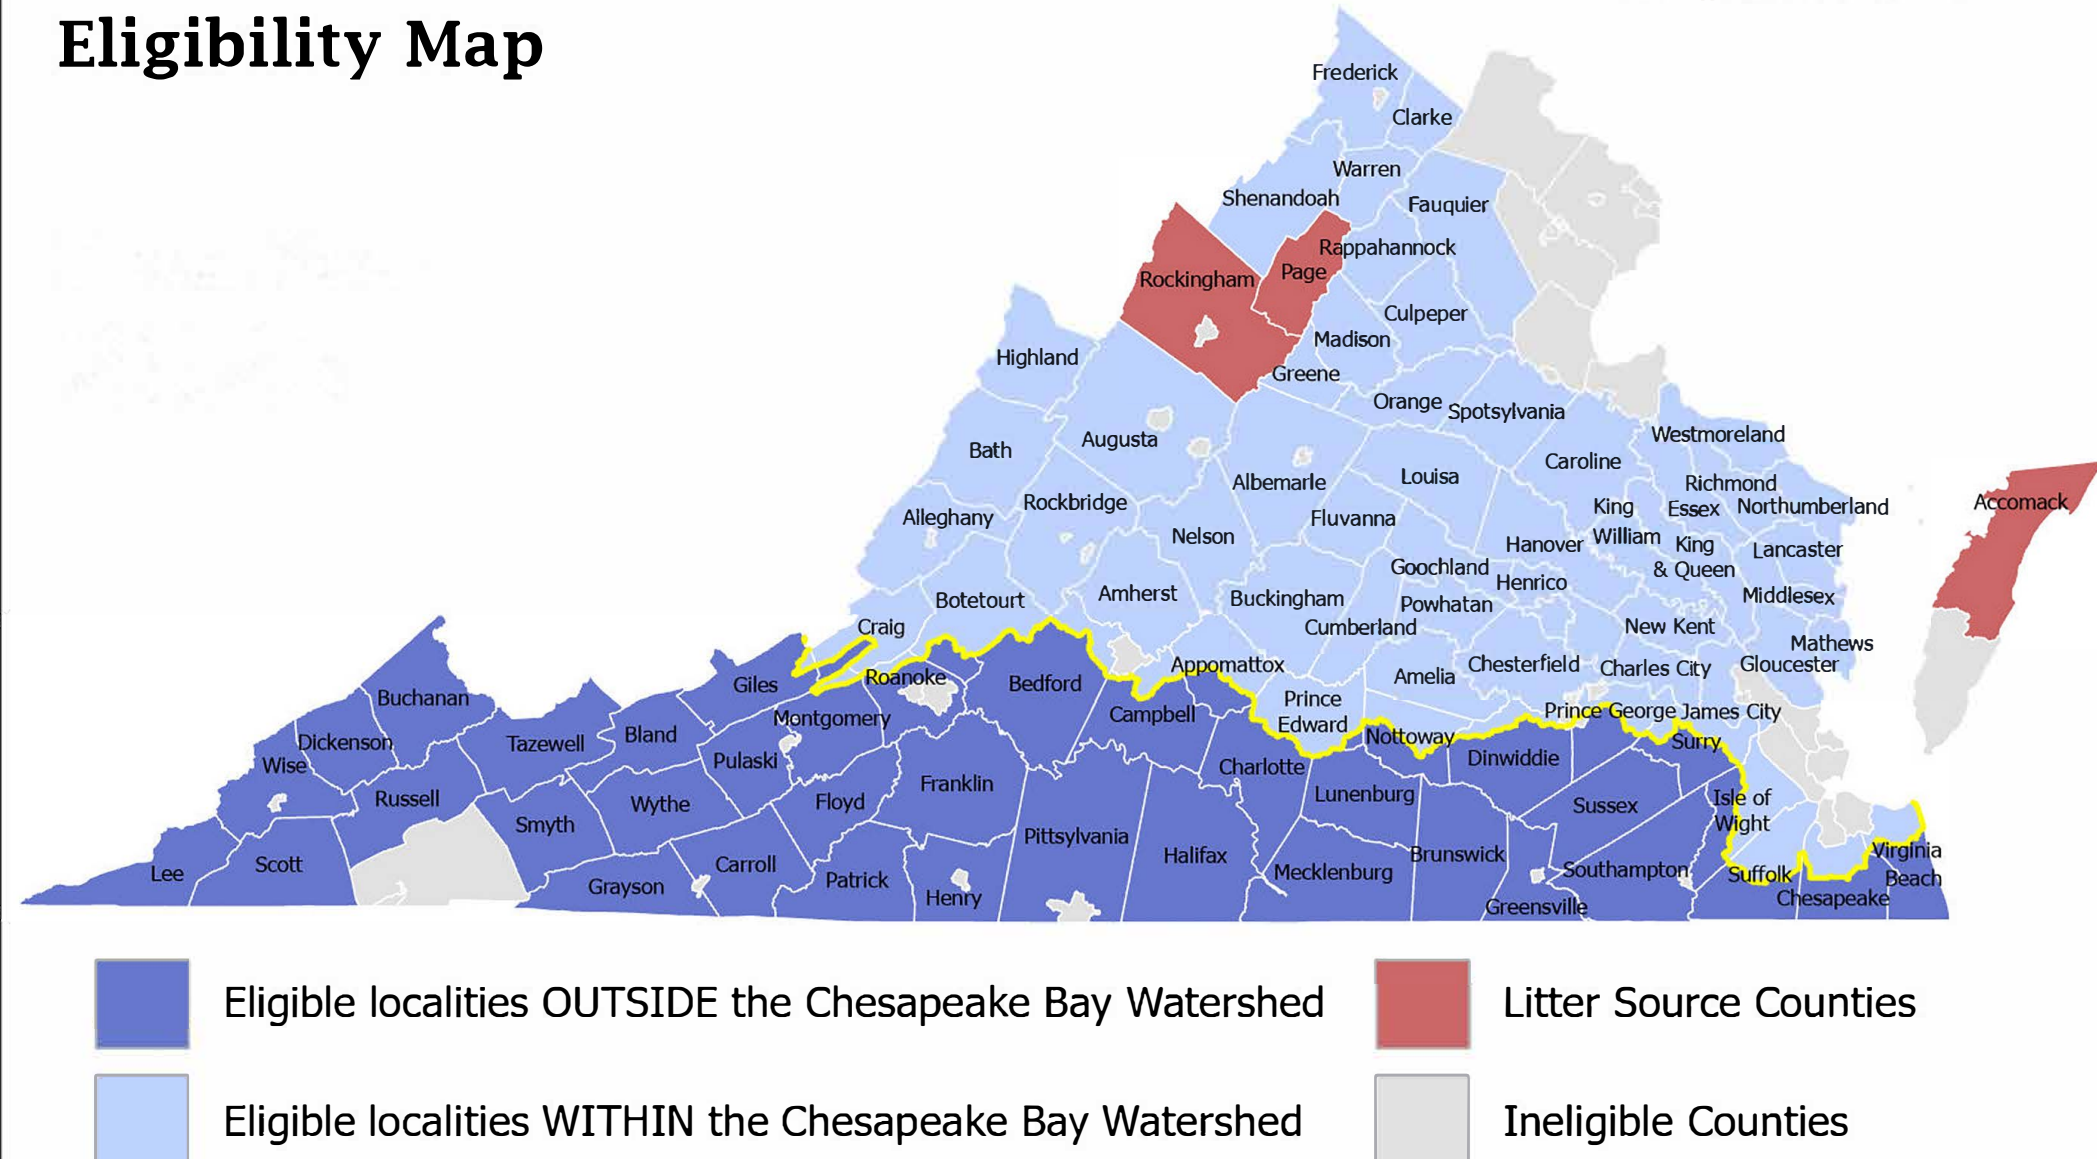 Eligibility Map
Frederick
Clarke
Warren
Shenandoah
Fauquier
Rappahannock
Page
Rockingham
Culpeper
Madison
Highland
Greene
Orange
Spotsylvania
Westmoreland
Augusta
Bath
Caroline
Albemarle
Louisa
Richmond
Rockbridge
Accomack
King
William
Essex
Northumberland
Alleghany
Fluvanna
Nelson
Hanover
King
& Queen
Lancaster
Goochland
Henrico
Amherst
Botetourt
Buckingham
Powhatan
Middlesex
Craig
Cumberland
New Kent
Mathews
Appomattox
Chesterfield
Charles City
Gloucester
Roanoke
Amelia
Giles
Bedford
Buchanan
Prince
Edward
Campbell
Prince George
James City
Montgomery
Bland
Nottoway
Dickenson
Tazewell
Surry
Wise
Pulaski
Charlotte
Dinwiddie
Franklin
Lunenburg
Isle of
Wight
Russell
Wythe
Floyd
Sussex
Smyth
Pittsylvania
Halifax
Brunswick
Virginia
Beach
Scott
Carroll
Lee
Mecklenburg
Southampton
Suffolk
Grayson
Patrick
Henry
Chesapeake
Greensville
Eligible localities OUTSIDE the Chesapeake Bay Watershed
Litter Source Counties
Eligible localities WITHIN the Chesapeake Bay Watershed
Ineligible Counties